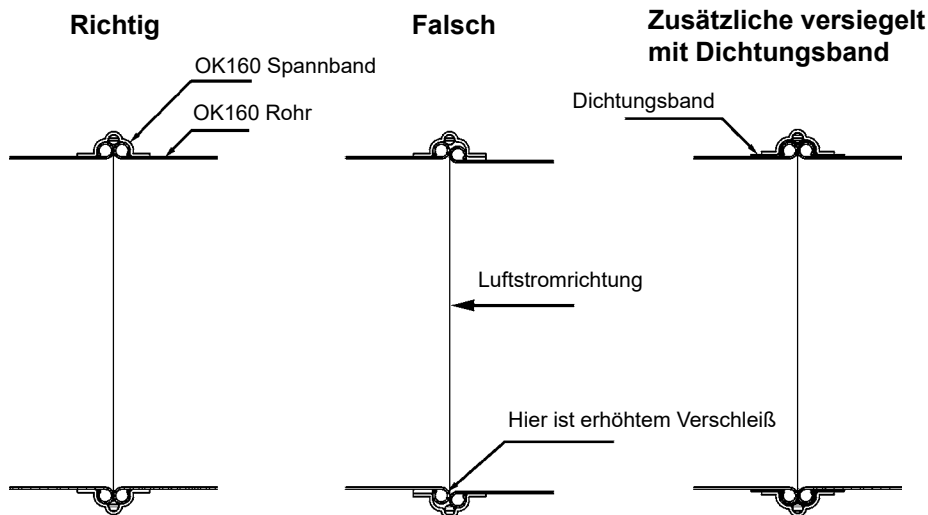 Richtig
OK160 Spannband
OK160 Rohr
Falsch
Luftstromrichtung
Hier ist erhöhtem Verschleiß
Zusätzliche versiegelt
mit Dichtungsband
Dichtungsband